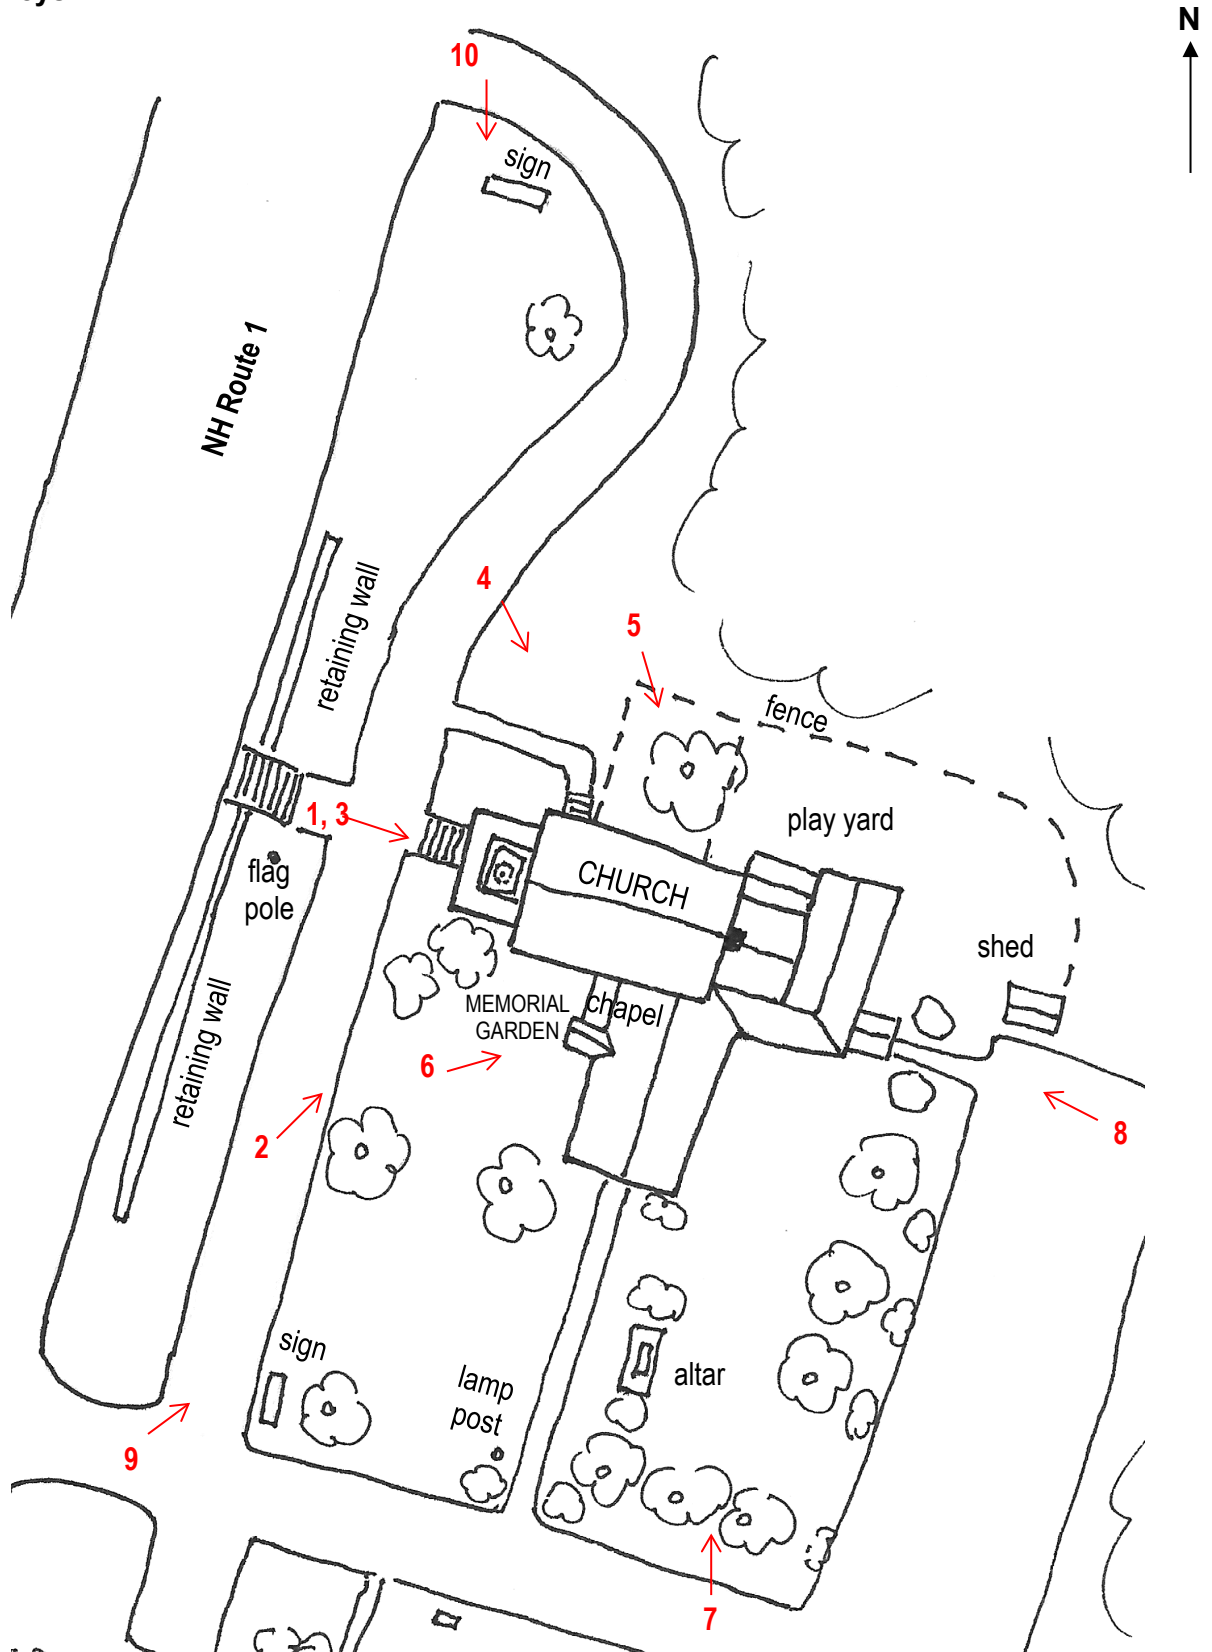 N
10
sign
NH Route 1
retaining wall
4
5
fence
1, 3
play yard
flag
pole
CHURCH
shed
MEMORIAL
GARDEN
chapel
retaining wall
6
2
8
sign
altar
lamp
post
9
7